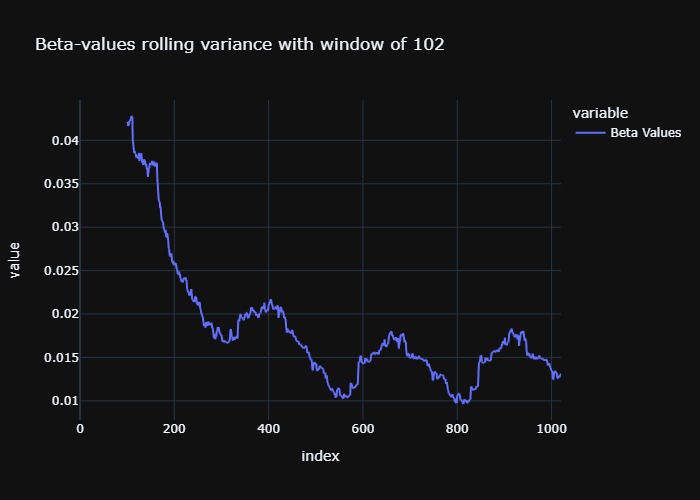 Beta-values rolling variance with window of 102
variable
Beta Values
0.04
0.035
0.03
0.025
0.02
0.015
0.01
value
0
200
400
600
800
1000
index